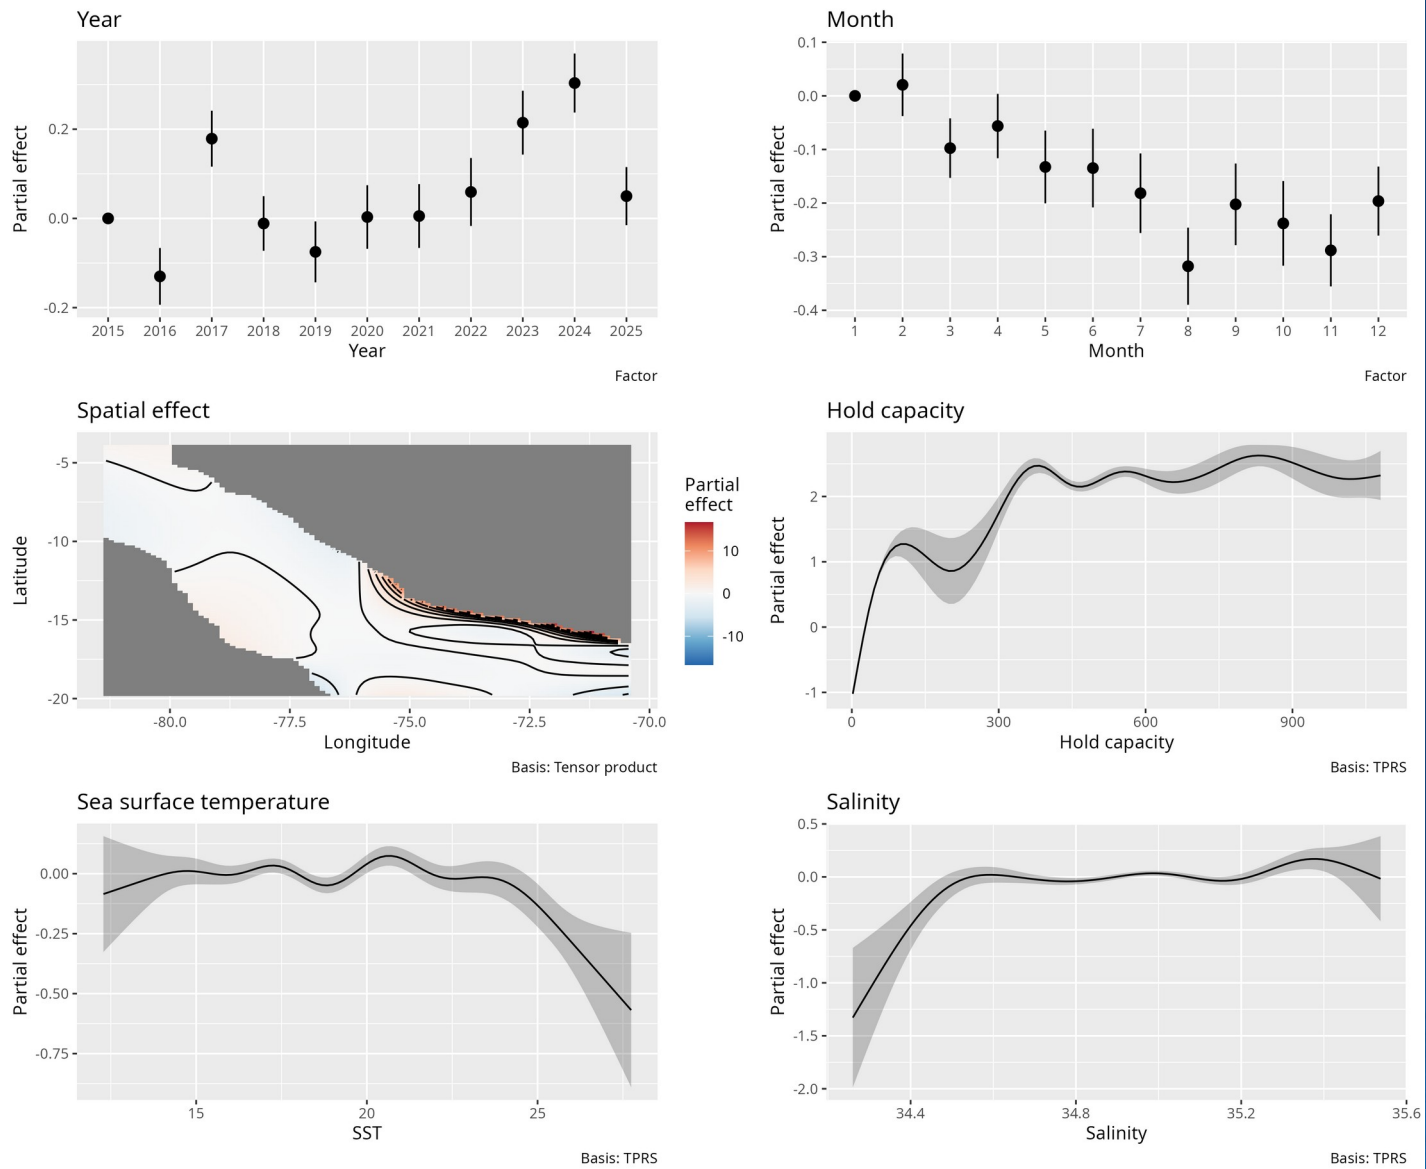 Year
Partial effect
0.2
0.0
-0.2
2015 2016 2017 2018 2019 2020 2021 2022 2023 2024 2025
Year
Factor
Month
Partial effect
0.1
0.0
-0.1
-0.2
-0.3
-0.4
1 2 3 4 5 6 7 8 9 10 11 12
Month
Factor
Spatial effect
Latitude
-5
-10
-15
-20
-80.0 -77.5 -75.0 -72.5 -70.0
Longitude
Basis: Tensor product
Partial
effect
10
0
-10
Hold capacity
Partial effect
2
1
0
-1
0 300 600 900
Hold capacity
Basis: TPRS
Sea surface temperature
Partial effect
0.00
-0.25
-0.50
-0.75
15 20 25
SST
Basis: TPRS
Salinity
Partial effect
0.5
0.0
-0.5
-1.0
-1.5
-2.0
34.4 34.8 35.2 35.6
Salinity
Basis: TPRS